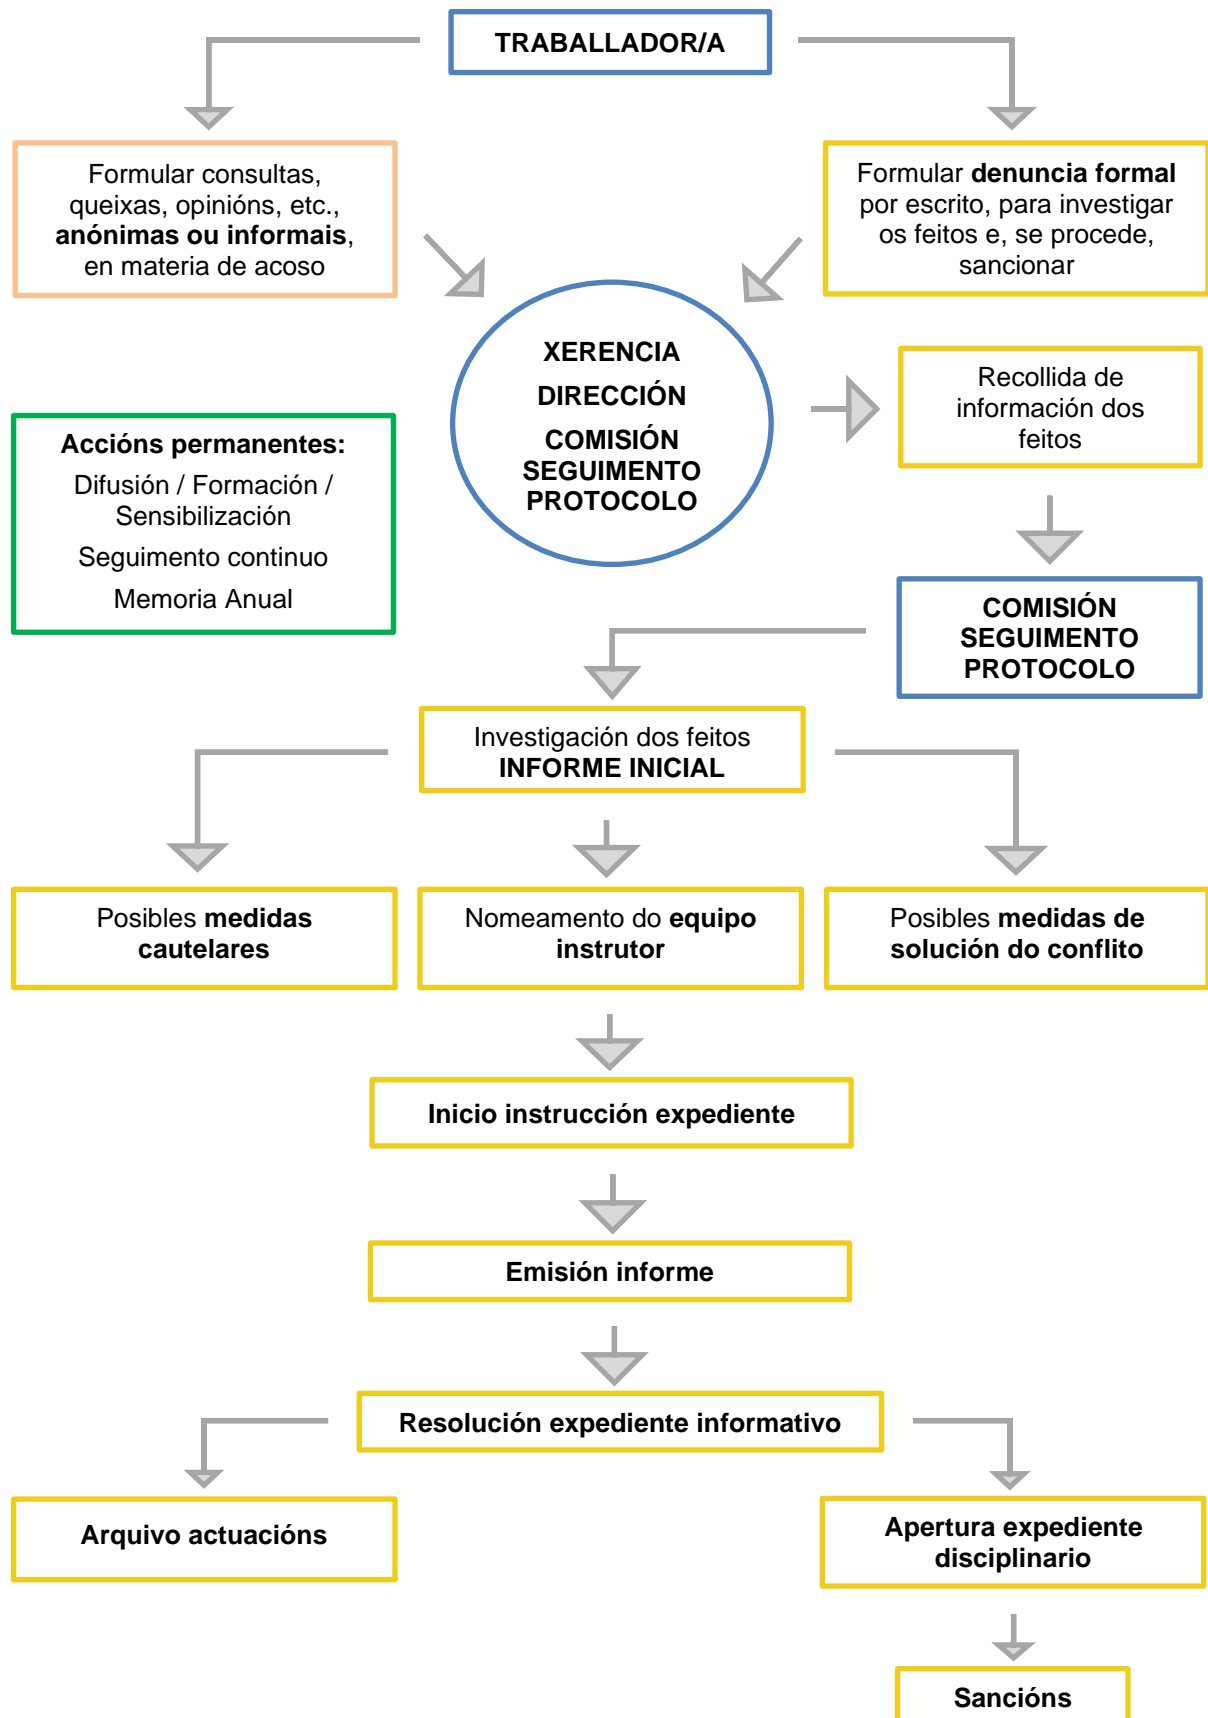 TRABALLADOR/A
Formular consultas,
queixas, opinións, etc.,
anónimas ou informais,
en materia de acoso
Formular denuncia formal
por escrito, para investigar
os feitos e, se procede,
sancionar
XERENCIA
DIRECCIÓN
COMISIÓN
SEGUIMENTO
PROTOCOLO
Recollida de
información dos
feitos
Accións permanentes:
Difusión / Formación /
Sensibilización
Seguimento continuo
Memoria Anual
COMISIÓN
SEGUIMENTO
PROTOCOLO
Investigación dos feitos
INFORME INICIAL
Posibles medidas
cautelares
Nomeamento do equipo
instrutor
Posibles medidas de
solución do conflito
Inicio instrucción expediente
Emisión informe
Resolución expediente informativo
Arquivo actuacións
Apertura expediente
disciplinario
Sancións